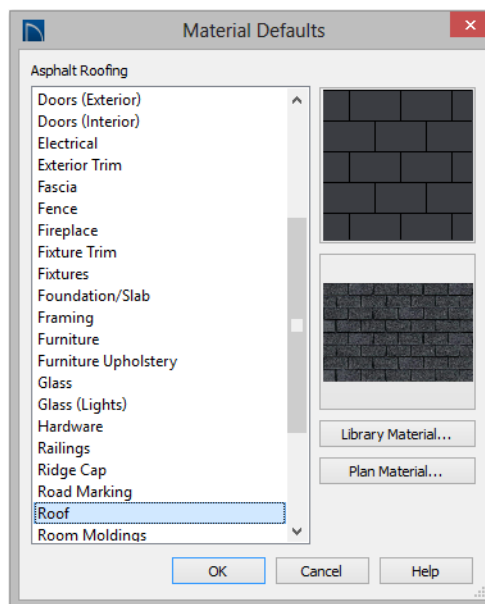 Material Defaults
Asphalt Roofing
Doors (Exterior)
Doors (Interior)
Electrical
Exterior Trim
Fascia
Fence
Fireplace
Fixture Trim
Fixtures
Foundation/Slab
Framing
Furniture
Furniture Upholstery
Glass
Glass (Lights)
Hardware
Railings
Ridge Cap
Road Marking
Roof
Room Moldings
Library Material...
Plan Material...
OK
Cancel
Help